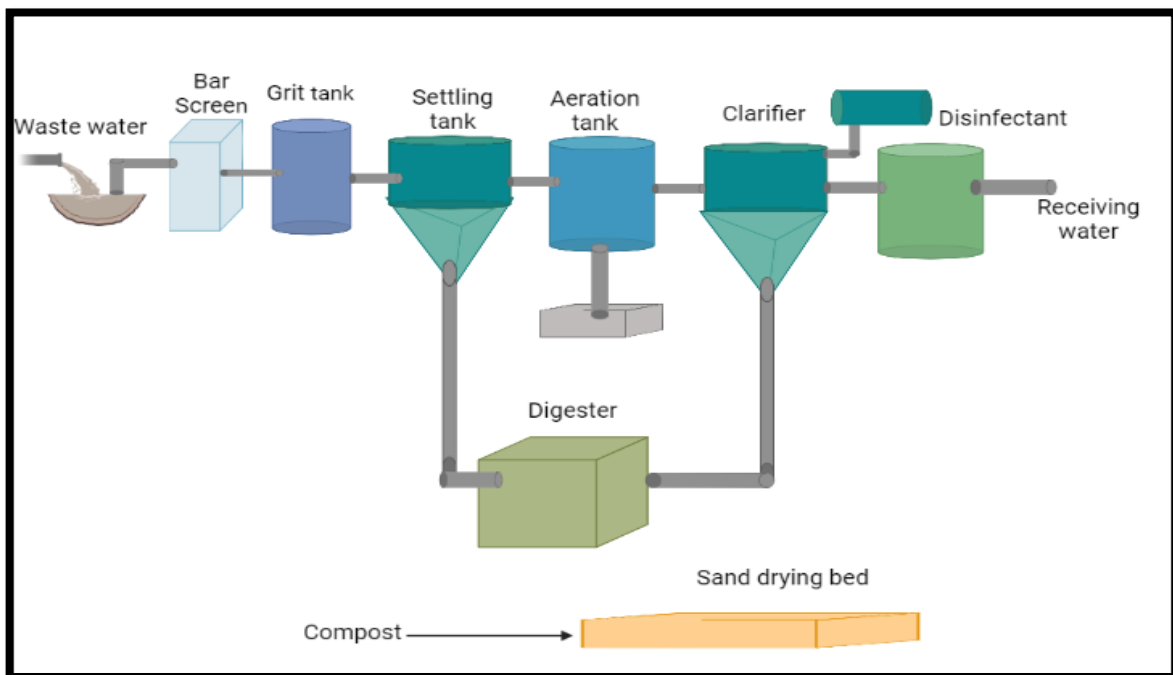 Waste water
Bar
Screen
Grit tank
Settling
tank
Aeration
tank
Clarifier
Disinfectant
Receiving
water
Digester
Sand drying bed
Compost